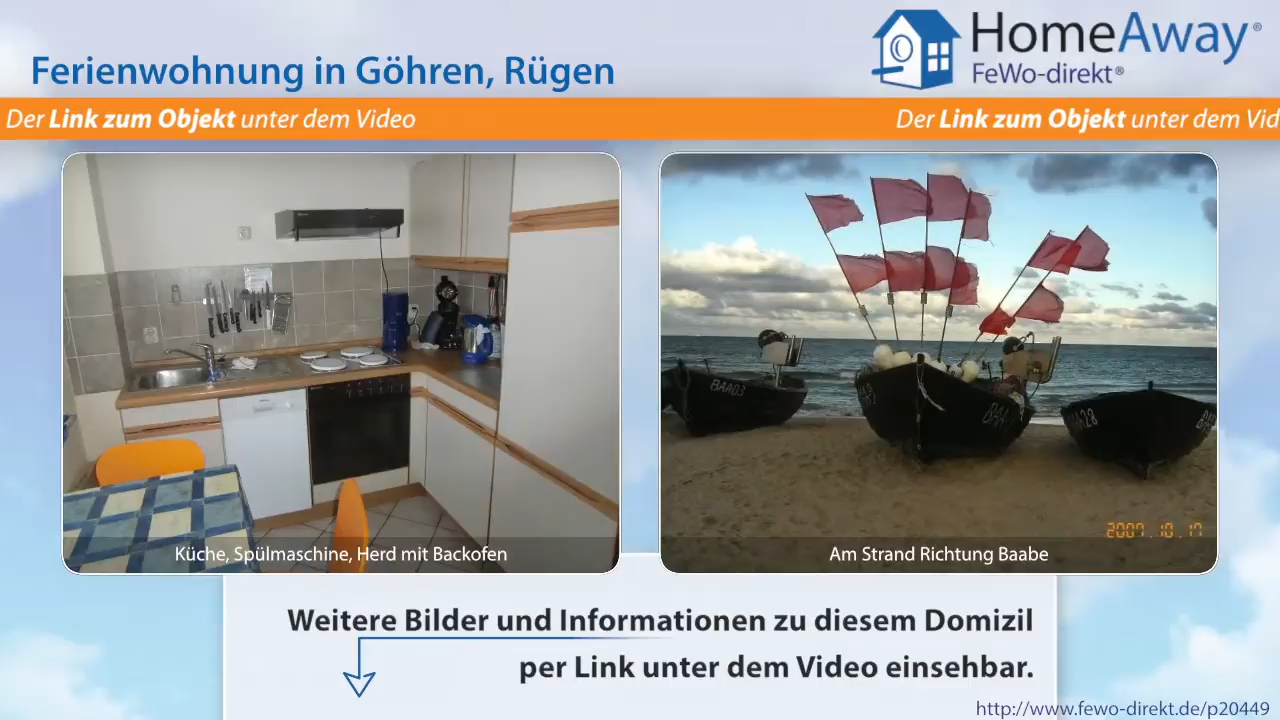 HomeAway®
FeWo-direkt®
Ferienwohnung in Göhren, Rügen
Der Link zum Objekt unter dem Video
Der Link zum Objekt unter dem Vid
BAA03
2007.10.17
Küche, Spülmaschine, Herd mit Backofen
Am Strand Richtung Baabe
Weitere Bilder und Informationen zu diesem Domizil
per Link unter dem Video einsehbar.
http://www.fewo-direkt.de/p20449